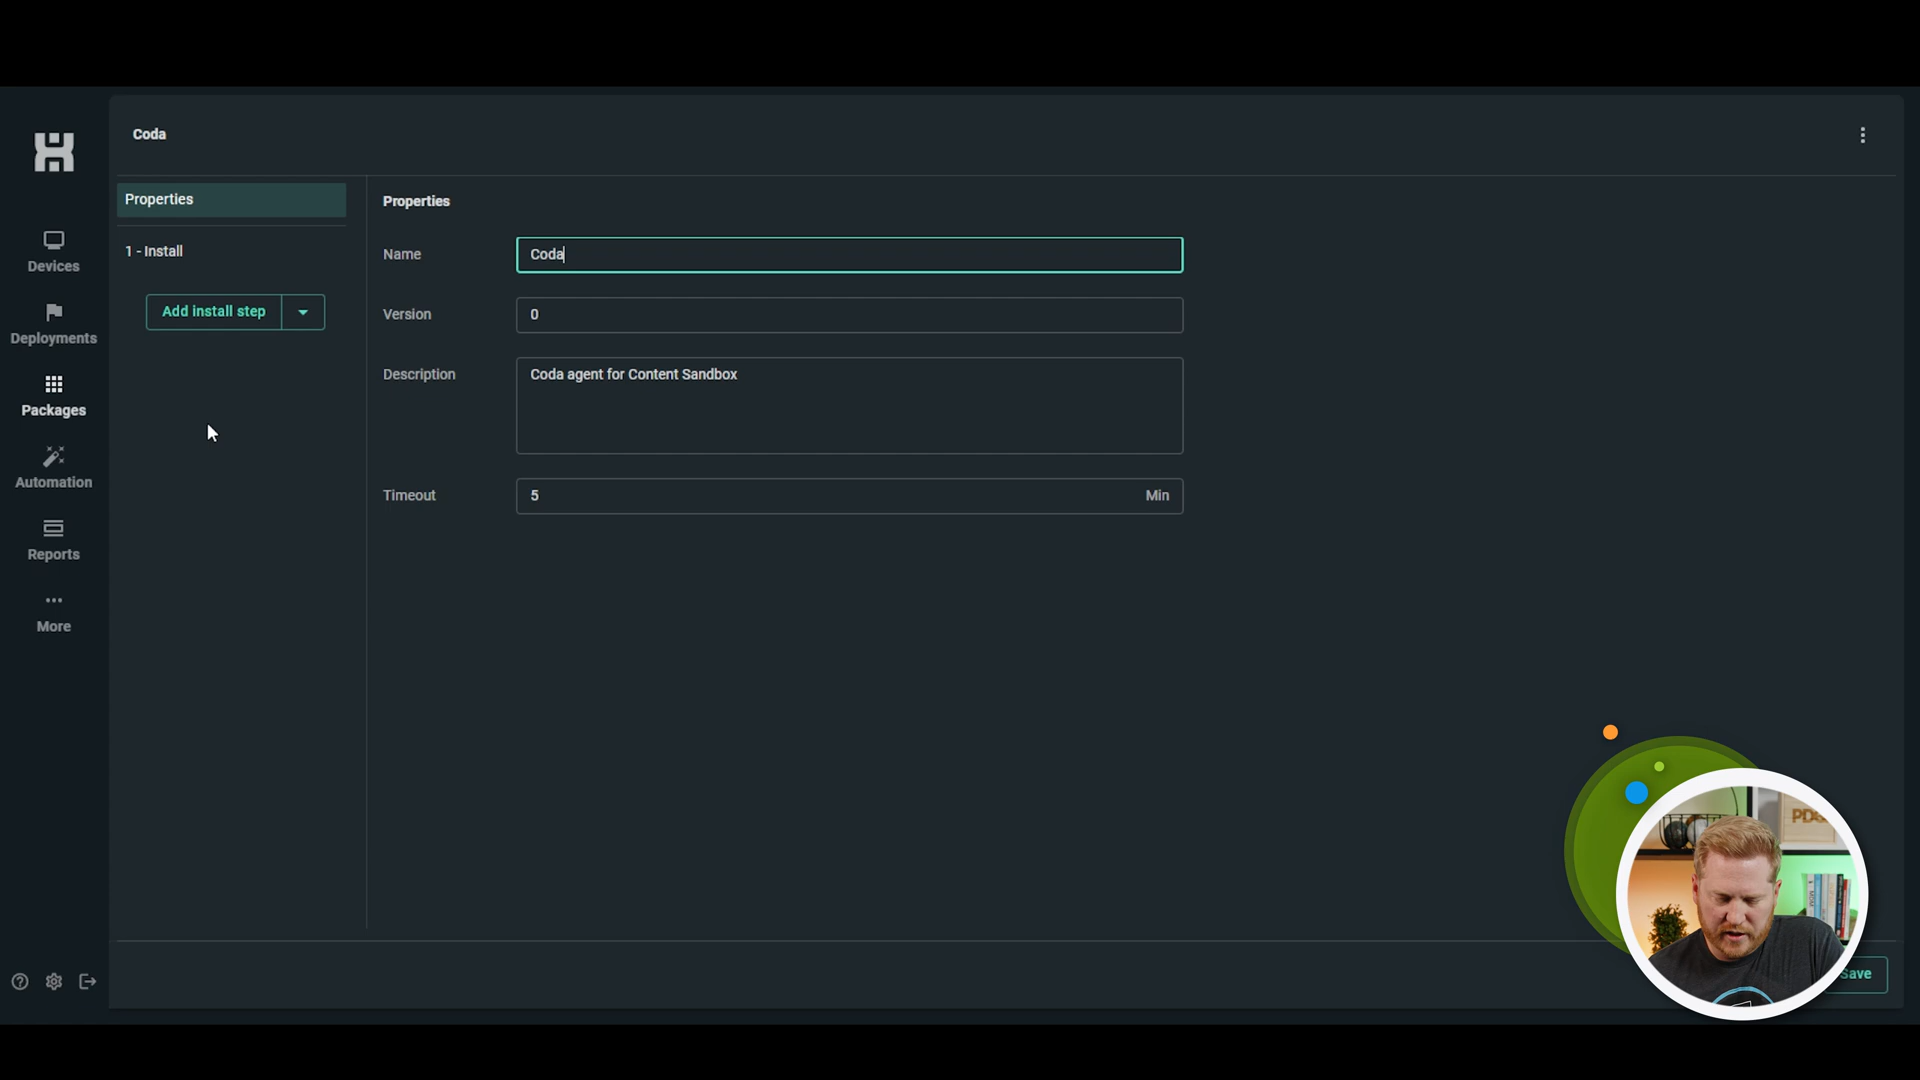 Coda
Properties
1 - Install
Add install step
Devices
Deployments
Packages
Automation
Reports
More
Properties
Name
Coda
Version
0
Description
Coda agent for Content Sandbox
Timeout
5
Min
Save